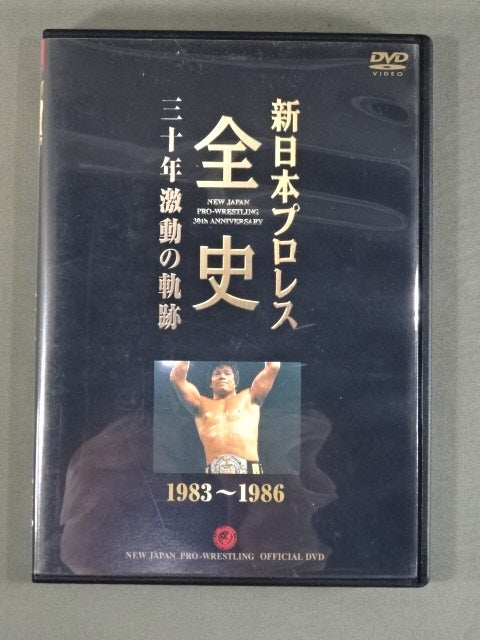 DVD
VIDEO
新日本プロレス
全史
NEW JAPAN
PRO-WRESTLING
30th ANNIVERSARY
三十年激動の軌跡
1983～1986
NEW JAPAN PRO-WRESTLING OFFICIAL DVD